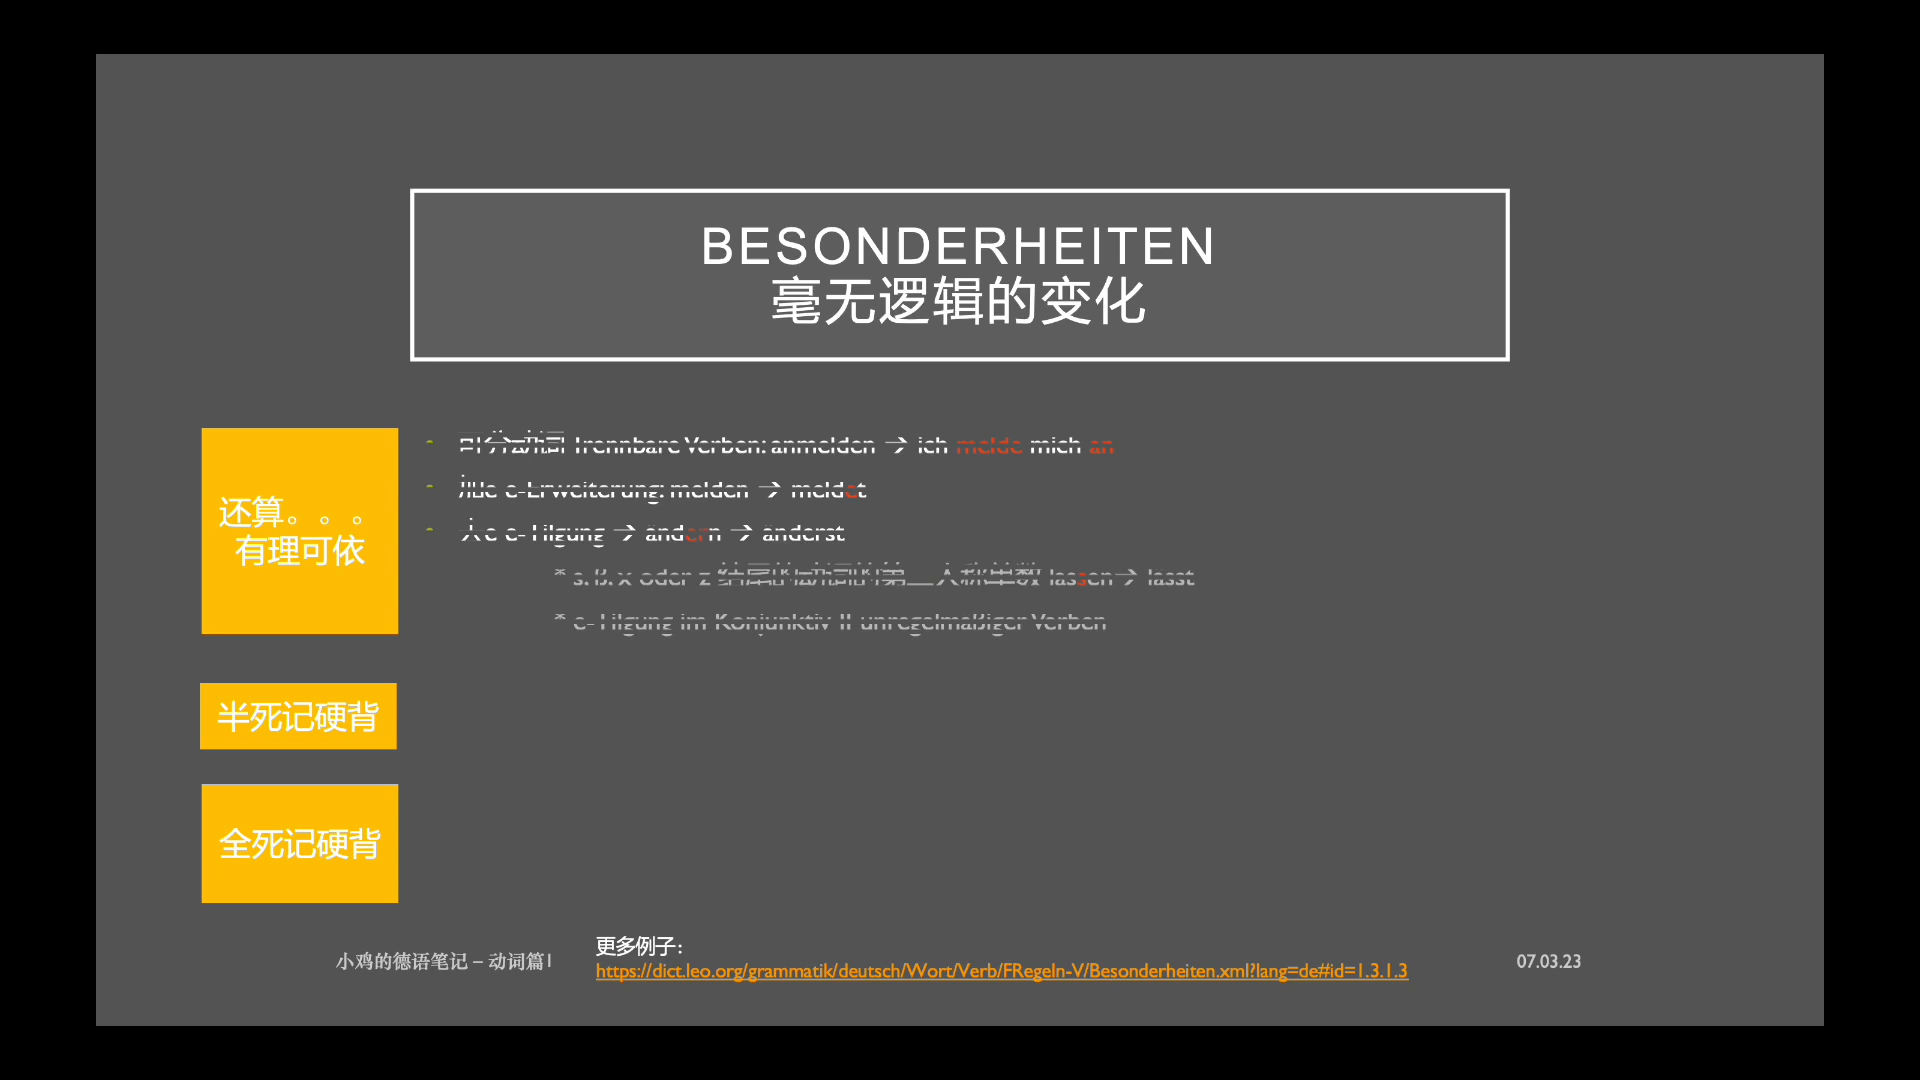 BESONDERHEITEN
毫无逻辑的变化
还算。。。
有理可依
可分动词 Trennbare Verben: anmelden → ich melde mich an
加e e-Erweiterung: melden → meldet
e e-Tilgung → ändern → änderst
* s, ß, x oder z 结尾的动词的第二人称单数 lassen → lasst
* e-Tilgung im Konjunktiv II unregelmäßiger Verben
半死记硬背
全死记硬背
更多例子:
小鸡的德语笔记 – 动词篇I
https://dict.leo.org/grammatik/deutsch/Wort/Verb/FRegeln-V/Besonderheiten.xml?lang=de#id=1.3.1.3
07.03.23